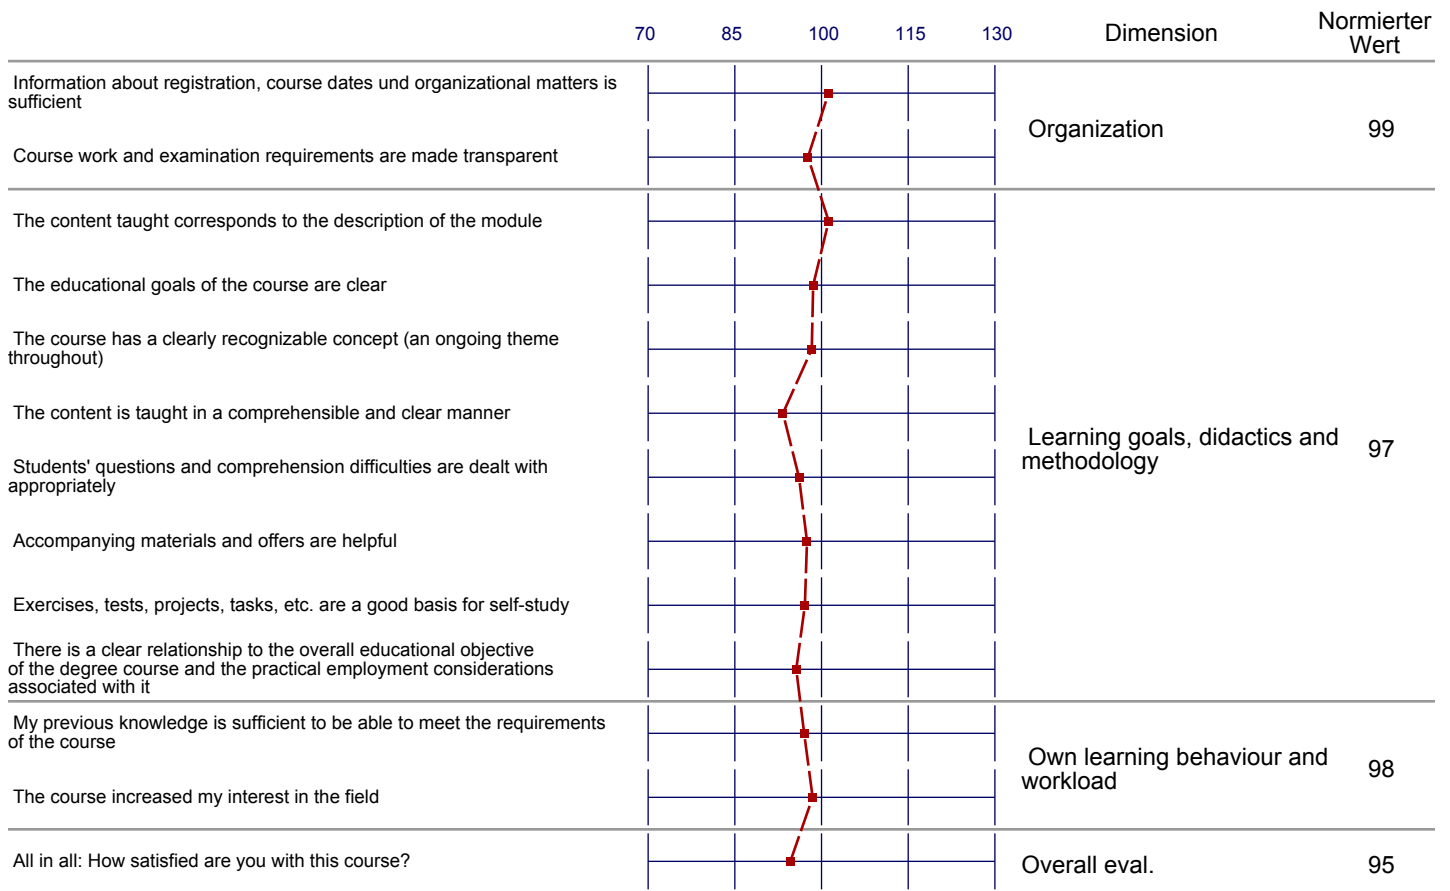 70 85 100 115 130 Dimension Normierter
Wert
Information about registration, course dates und organizational matters is
sufficient
Course work and examination requirements are made transparent
Organization 99
The content taught corresponds to the description of the module
The educational goals of the course are clear
The course has a clearly recognizable concept (an ongoing theme
throughout)
The content is taught in a comprehensible and clear manner
Students' questions and comprehension difficulties are dealt with
appropriately
Accompanying materials and offers are helpful
Exercises, tests, projects, tasks, etc. are a good basis for self-study
There is a clear relationship to the overall educational objective
of the degree course and the practical employment considerations
associated with it
Learning goals, didactics and
methodology
97
My previous knowledge is sufficient to be able to meet the requirements
of the course
The course increased my interest in the field
Own learning behaviour and
workload
98
All in all: How satisfied are you with this course?
Overall eval. 95